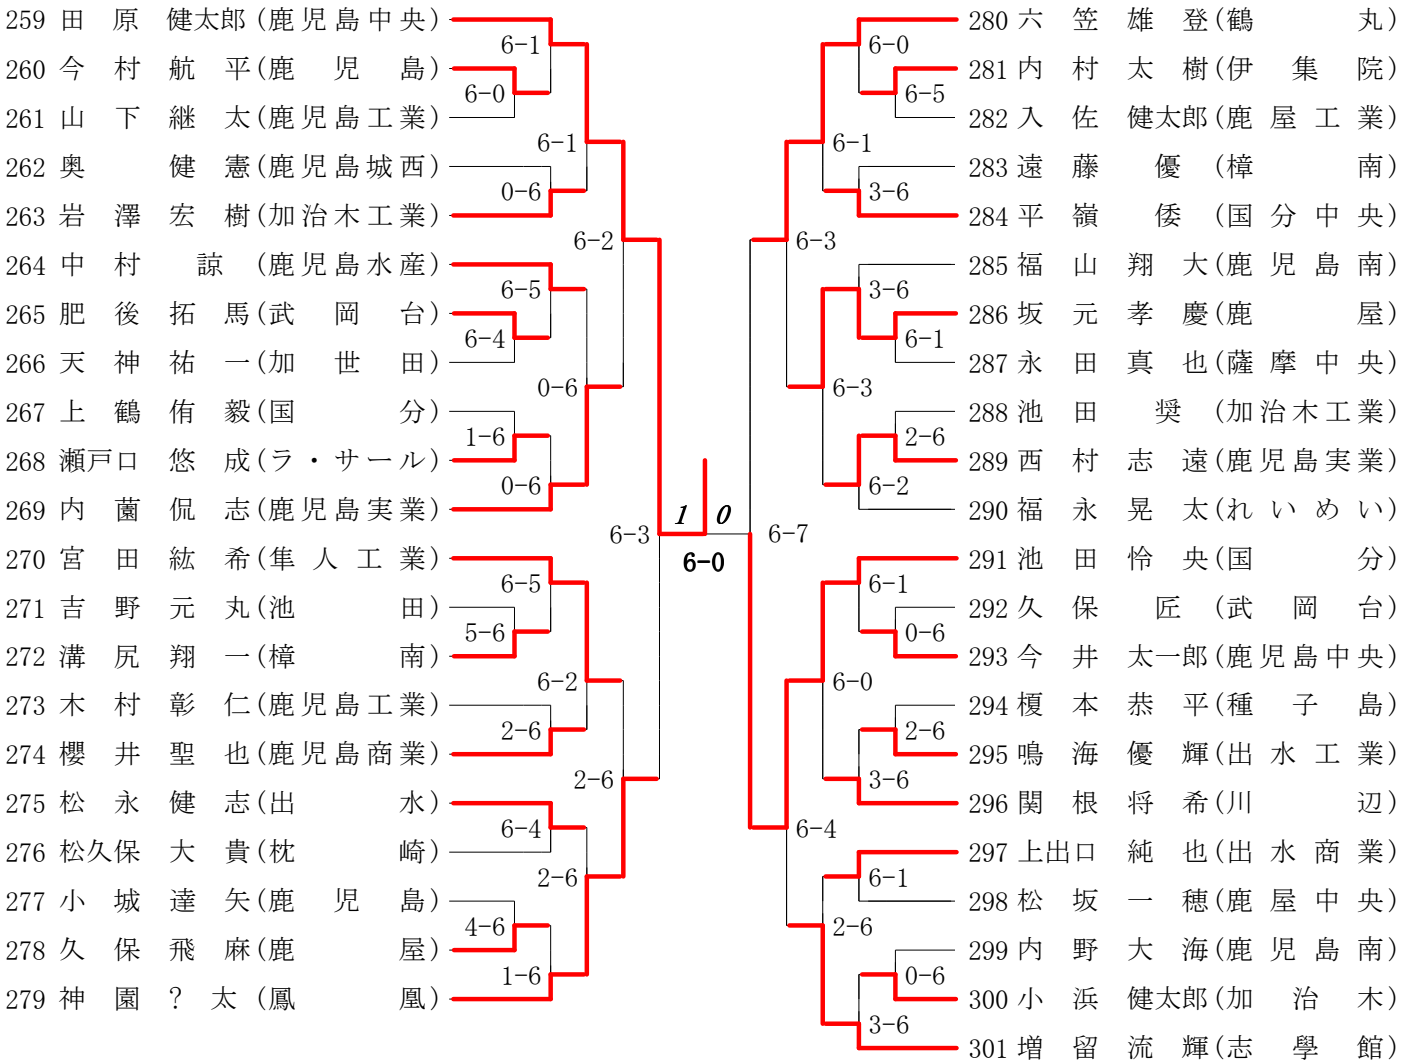 259 田 原 健太郎(鹿児島中央)
6-1
260 今 村 航 平(鹿 児 島)
6-0
261 山 下 継 太(鹿児島工業)
6-1
262 奥 健 憲(鹿児島城西)
0-6
263 岩 澤 宏 樹(加治木工業)
6-2
264 中 村 諒 (鹿児島水産)
6-5
265 肥 後 拓 馬(武 岡 台)
6-4
266 天 神 祐 一(加 世 田)
0-6
267 上 鶴 侑 毅(国 分)
1-6
268 瀬戸口 悠 成(ラ・サール)
0-6
269 内 薗 侃 志(鹿児島実業)
6-3
270 宮 田 紘 希(隼 人 工 業)
6-5
271 吉 野 元 丸(池 田)
5-6
272 溝 尻 翔 一(樟 南)
6-2
273 木 村 彰 仁(鹿児島工業)
2-6
274 櫻 井 聖 也(鹿児島商業)
2-6
275 松 永 健 志(出 水)
6-4
276 松久保 大 貴(枕 崎)
2-6
277 小 城 達 矢(鹿 児 島)
4-6
278 久 保 飛 麻(鹿 屋)
1-6
279 神 園 ? 太 (鳳 凰)
1 0
6-0
280 六 笠 雄 登(鶴 丸)
6-0
281 内 村 太 樹(伊 集 院)
6-5
282 入 佐 健太郎(鹿 屋 工 業)
6-1
283 遠 藤 優 (樟 南)
3-6
284 平 嶺 倭 (国 分 中 央)
6-3
285 福 山 翔 大(鹿 児 島 南)
3-6
286 坂 元 孝 慶(鹿 屋)
6-1
287 永 田 真 也(薩 摩 中 央)
6-3
288 池 田 奨 (加治木工業)
2-6
289 西 村 志 遠(鹿児島実業)
6-2
290 福 永 晃 太(れ い め い)
6-7
291 池 田 怜 央(国 分)
6-1
292 久 保 匠 (武 岡 台)
0-6
293 今 井 太一郎(鹿児島中央)
6-0
294 榎 本 恭 平(種 子 島)
2-6
295 鳴 海 優 輝(出 水 工 業)
3-6
296 関 根 将 希(川 辺)
6-4
297 上出口 純 也(出 水 商 業)
6-1
298 松 坂 一 穂(鹿 屋 中 央)
2-6
299 内 野 大 海(鹿 児 島 南)
0-6
300 小 浜 健太郎(加 治 木)
3-6
301 増 留 流 輝(志 學 館)